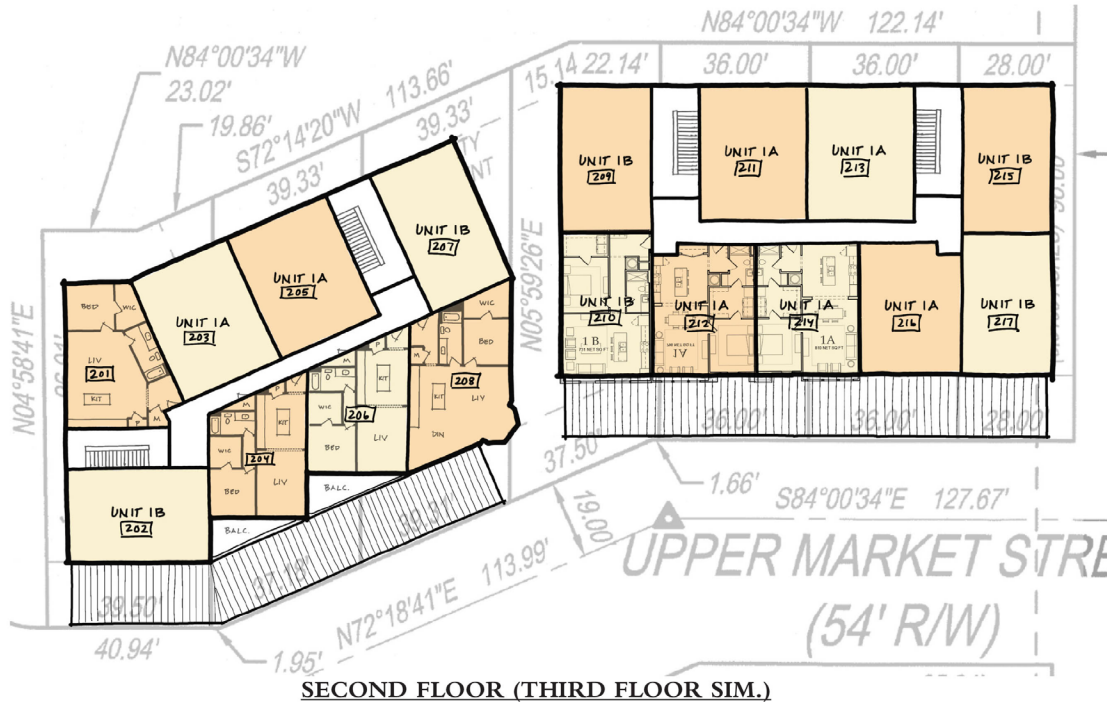 N84°00'34"W 122.14'
N84°00'34"W
23.02'
19.86'
S72°14'20"W 113.66'
15.14
22.14'
36.00'
36.00'
28.00'
39.33'
39.33'
UNIT 1B
209
UNIT 1A
211
UNIT 1A
213
UNIT 1B
215
UNIT 1B
207
UNIT 1A
205
UNIT 1A
203
BED
WIC
LIV
201
KIT
P
M
N04°58'41"E
N05°59'26"E
WIC
BED
208
LIV
KIT
DIN
UNIT 1B
210
1B
UNIT 1A
212
1A
UNIT 1A
214
1A
UNIT 1A
216
UNIT 1B
217
M
P
KIT
WIC
206
BED
LIV
M
P
KIT
WIC
204
BED
LIV
BALC.
BALC.
UNIT 1B
202
36.00'
36.00'
28.00'
37.50'
39.31'
37.18'
39.50'
40.94'
1.95'
N72°18'41"E 113.99'
19.00'
1.66'
S84°00'34"E 127.67'
UPPER MARKET STRE
(54' R/W)
SECOND FLOOR (THIRD FLOOR SIM.)